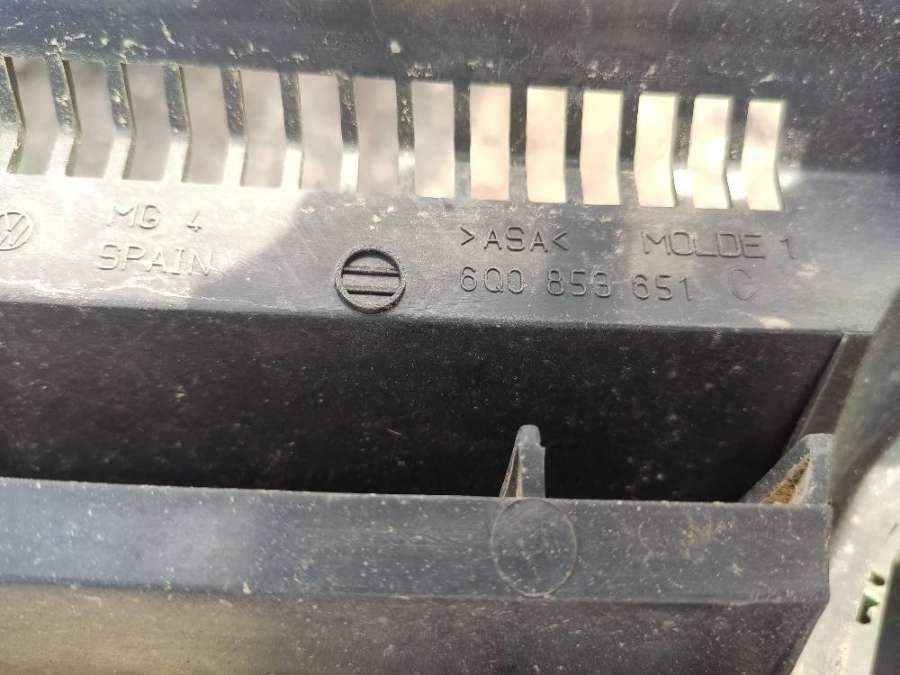 MG 4
SPAIN
>ASA<
6Q0 853 651 C
MOLDE 1